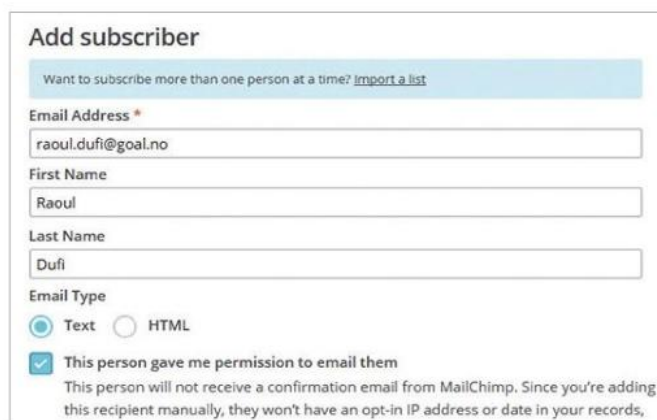 Add subscriber
Want to subscribe more than one person at a time? Import a list
Email Address *
raoul.dufi@goal.no
First Name
Raoul
Last Name
Dufi
Email Type
Text HTML
This person gave me permission to email them
This person will not receive a confirmation email from MailChimp. Since you're adding
this recipient manually, they won't have an opt-in IP address or date in your records,